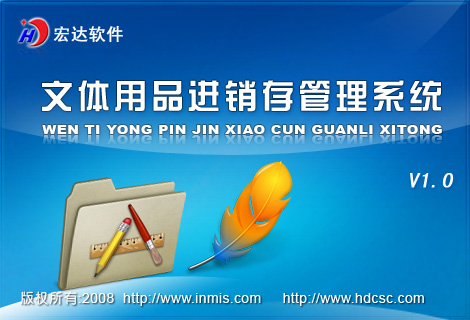 宏达软件
文体用品进销存管理系统
WEN TI YONG PIN JIN XIAO CUN GUANLI XITONG
V1.0
版权所有:2008 http://www.inmis.com http://www.hdcsc.com